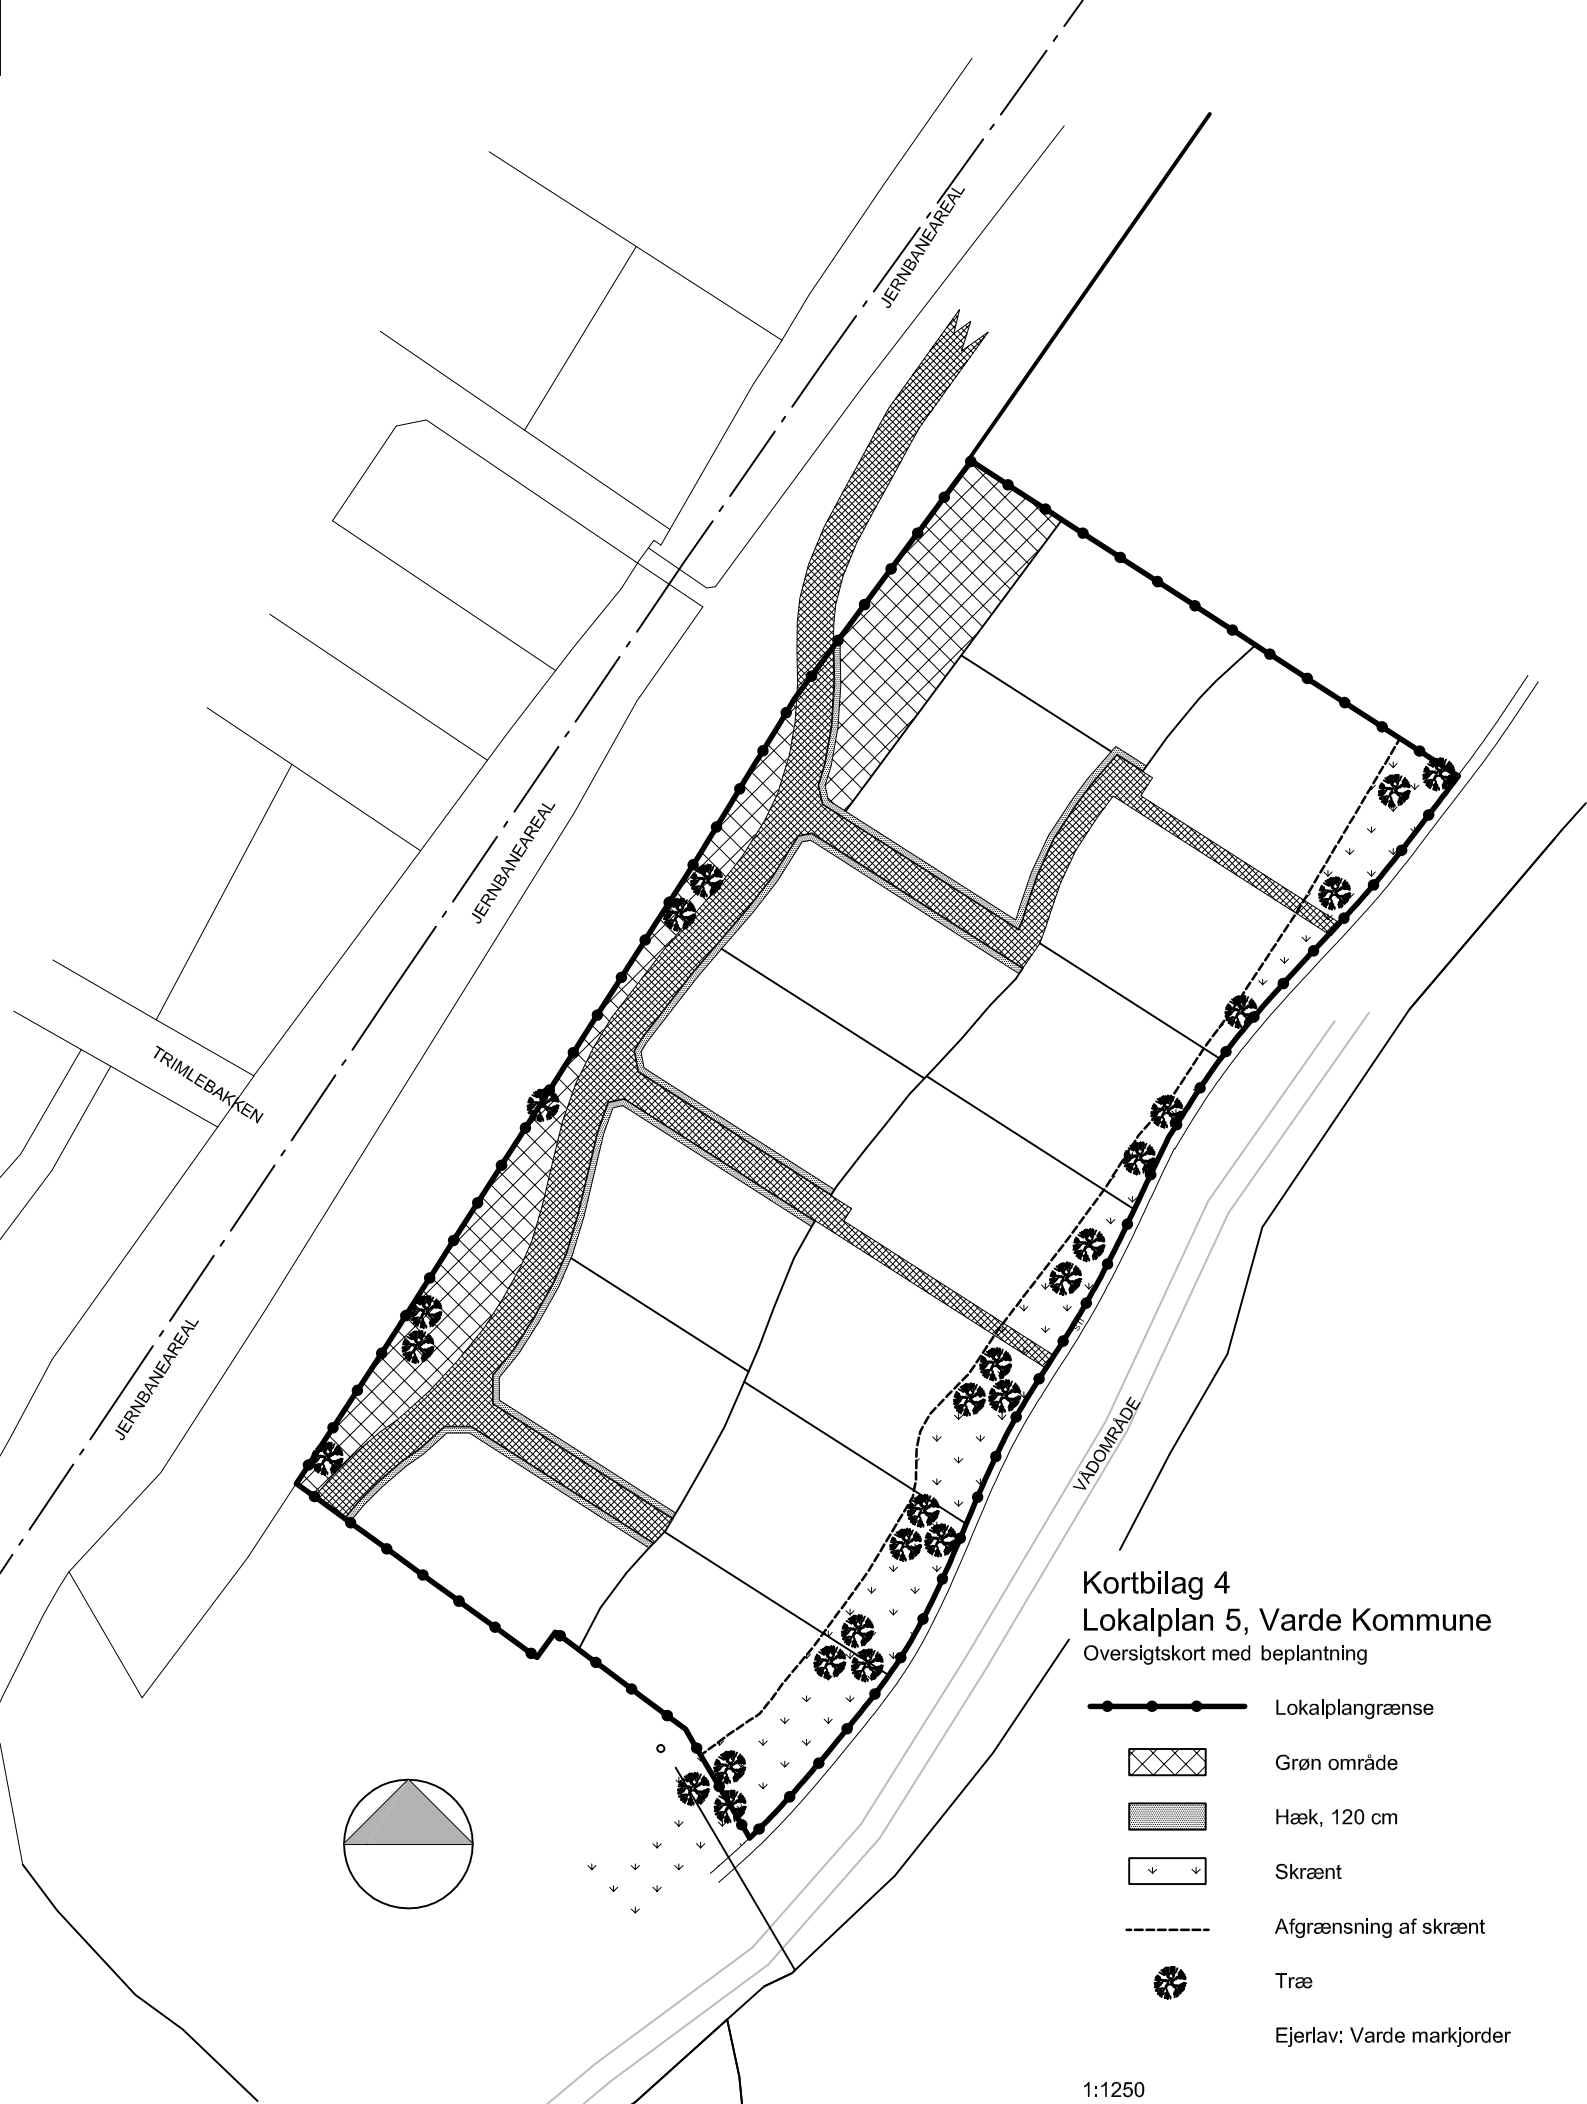 JERNBANEAREAL
JERNBANEAREAL
TRIMLEBAKKEN
JERNBANEAREAL
STI
VÅDOMRÅDE
Kortbilag 4
Lokalplan 5, Varde Kommune
Oversigtskort med beplantning
Lokalplangrænse
Grøn område
Hæk, 120 cm
Skrænt
Afgrænsning af skrænt
Træ
Ejerlav: Varde markjorder
1:1250